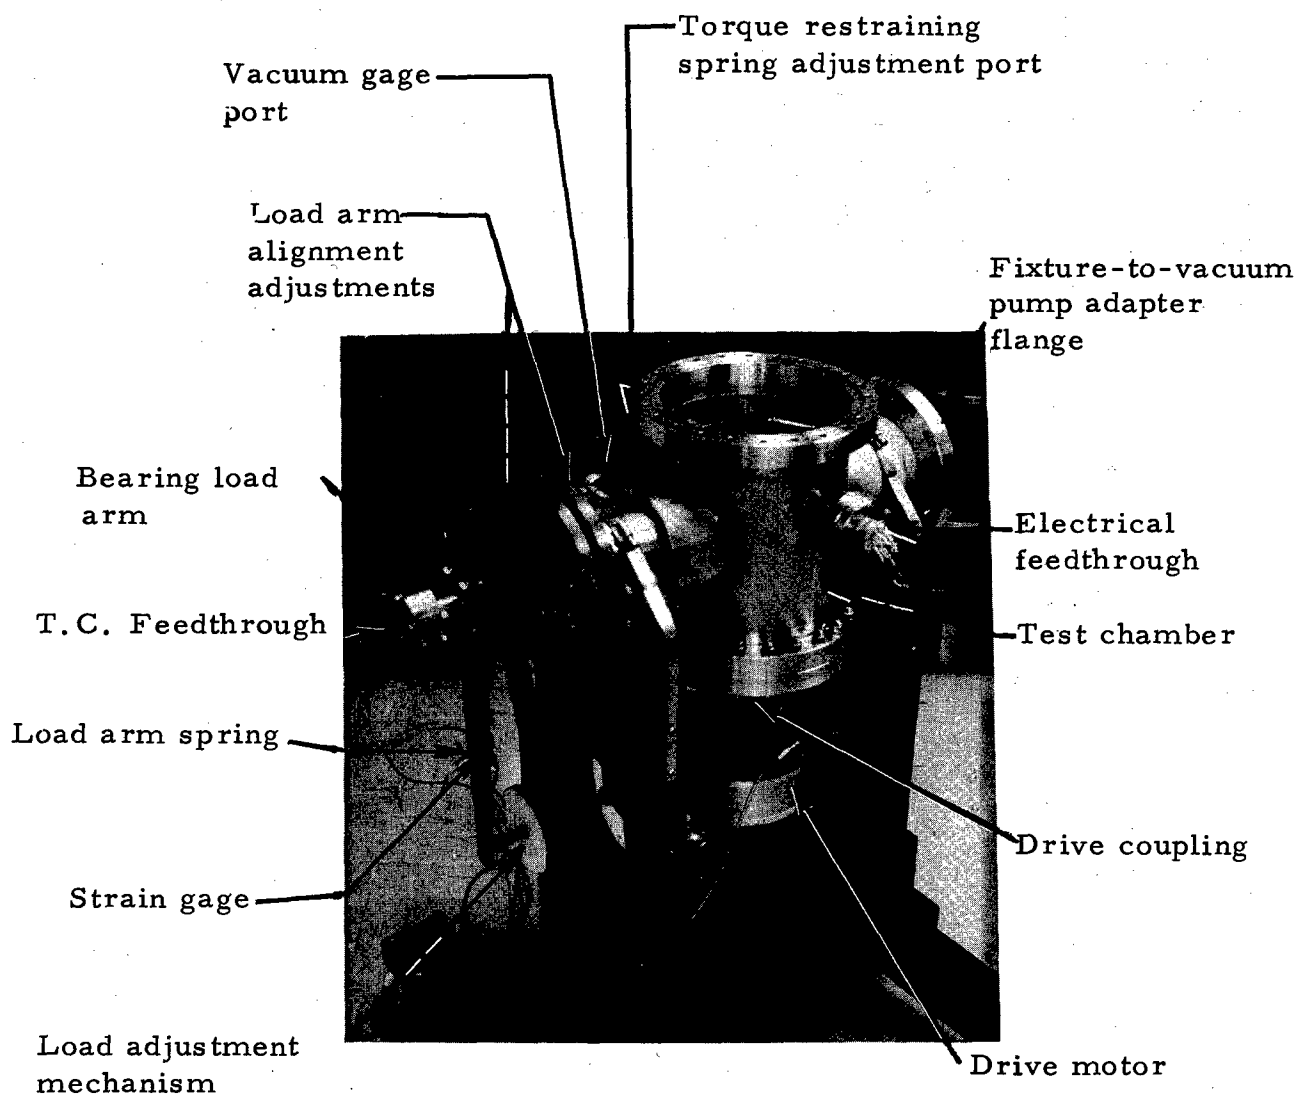 Torque restraining
spring adjustment port
Vacuum gage
port
Load arm
alignment
adjustments
Fixture-to-vacuum
pump adapter
flange
Bearing load
arm
Electrical
feedthrough
T.C. Feedthrough
Test chamber
Load arm spring
Drive coupling
Strain gage
Load adjustment
mechanism
Drive motor